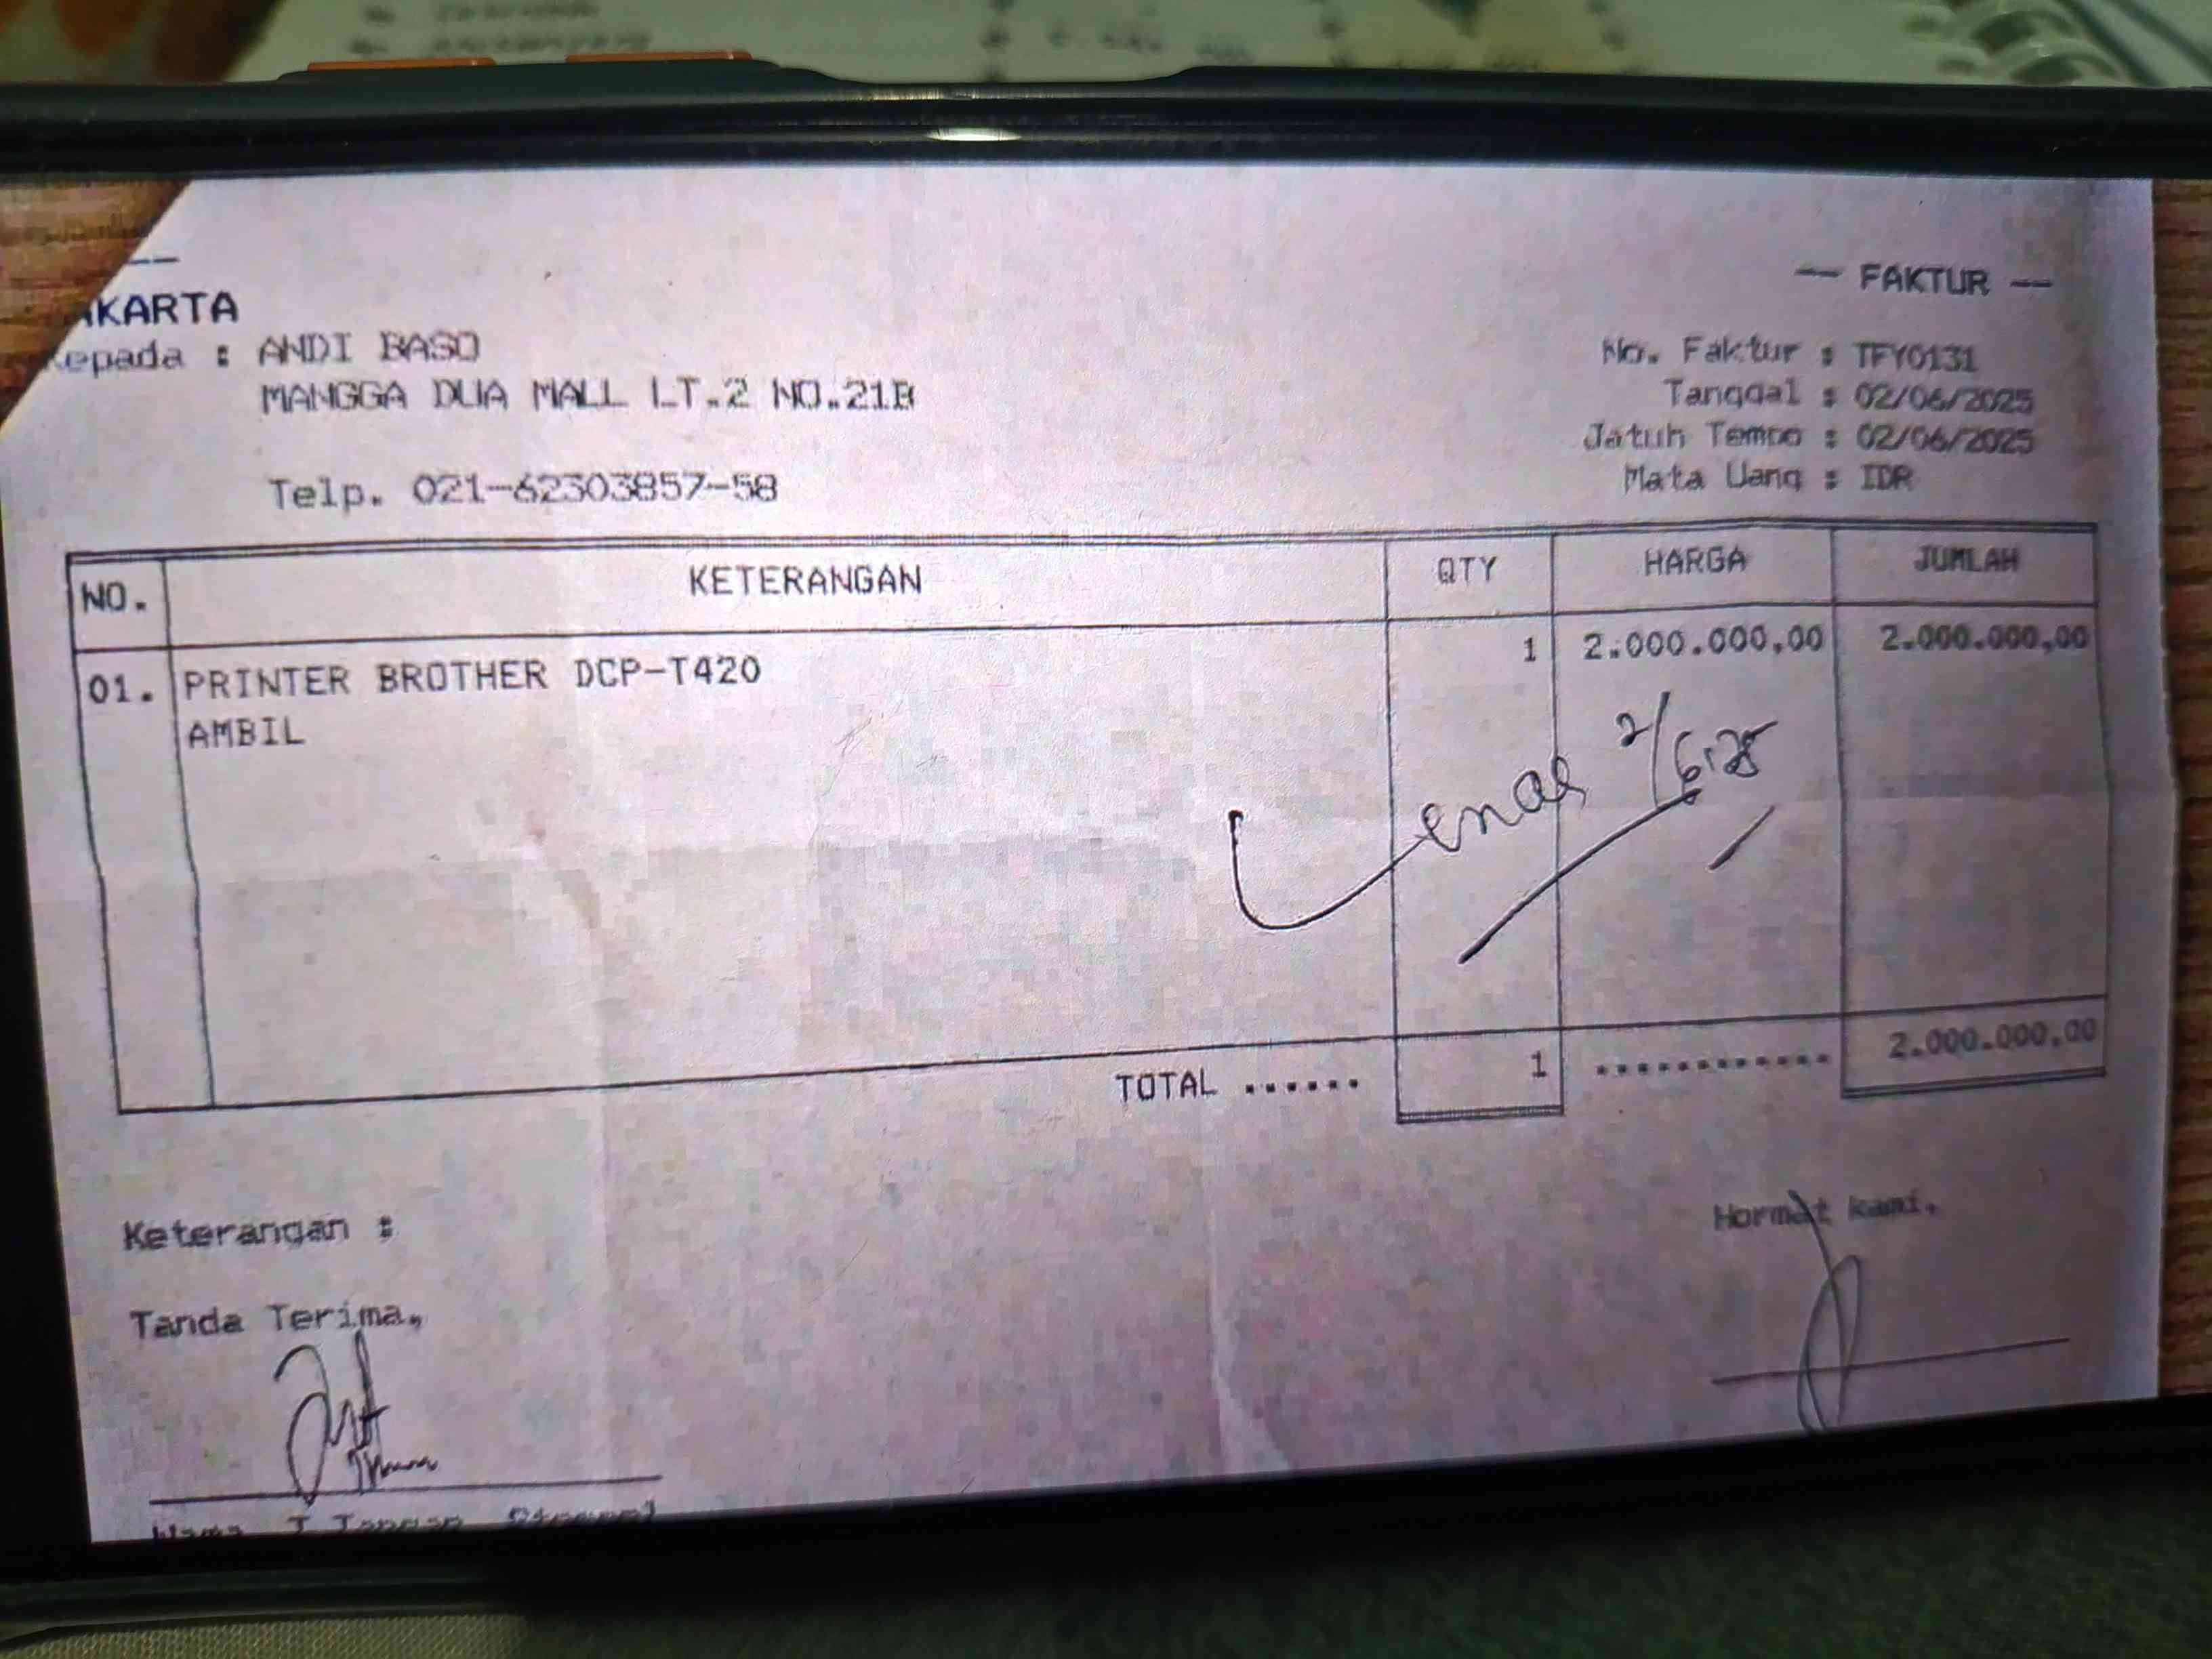 KARTA
-- FAKTUR --
Kepada : ANDI BASO
MANGGA DUA MALL LT.2 NO.21B
Telp. 021-62303857-58
No. Faktur : TFY0131
Tanggal : 02/06/2025
Jatuh Tempo : 02/06/2025
Mata Uang : IDR
NO. KETERANGAN QTY HARGA JUMLAH
01. PRINTER BROTHER DCP-T420 1 2.000.000,00 2.000.000,00
AMBIL
2/6.25
TOTAL ...... 1 ............ 2.000.000,00
Keterangan :
Tanda Terima,
Hormat kami,